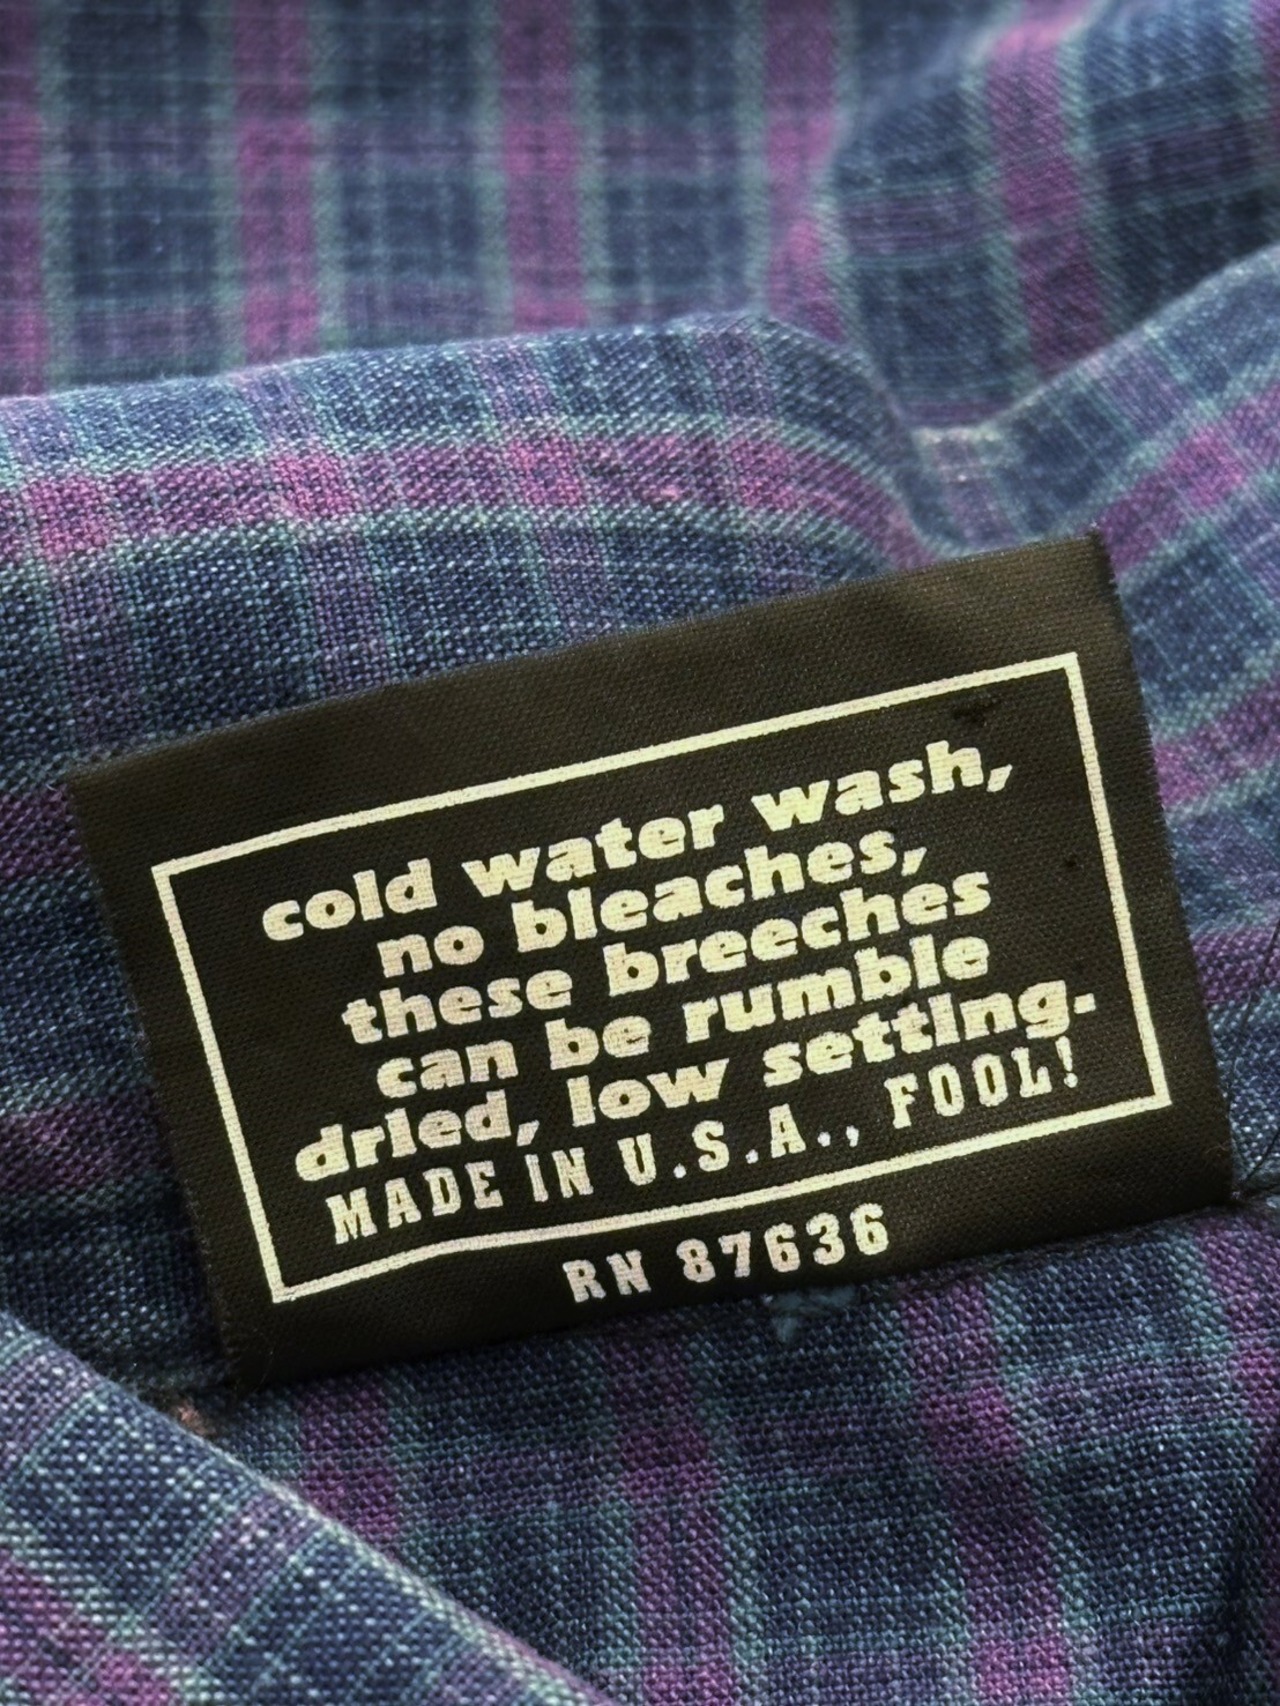 cold water wash,
no bleaches,
these breeches
can be rumble
dried, low setting.
MADE IN U.S.A., FOOL!
RN 87636